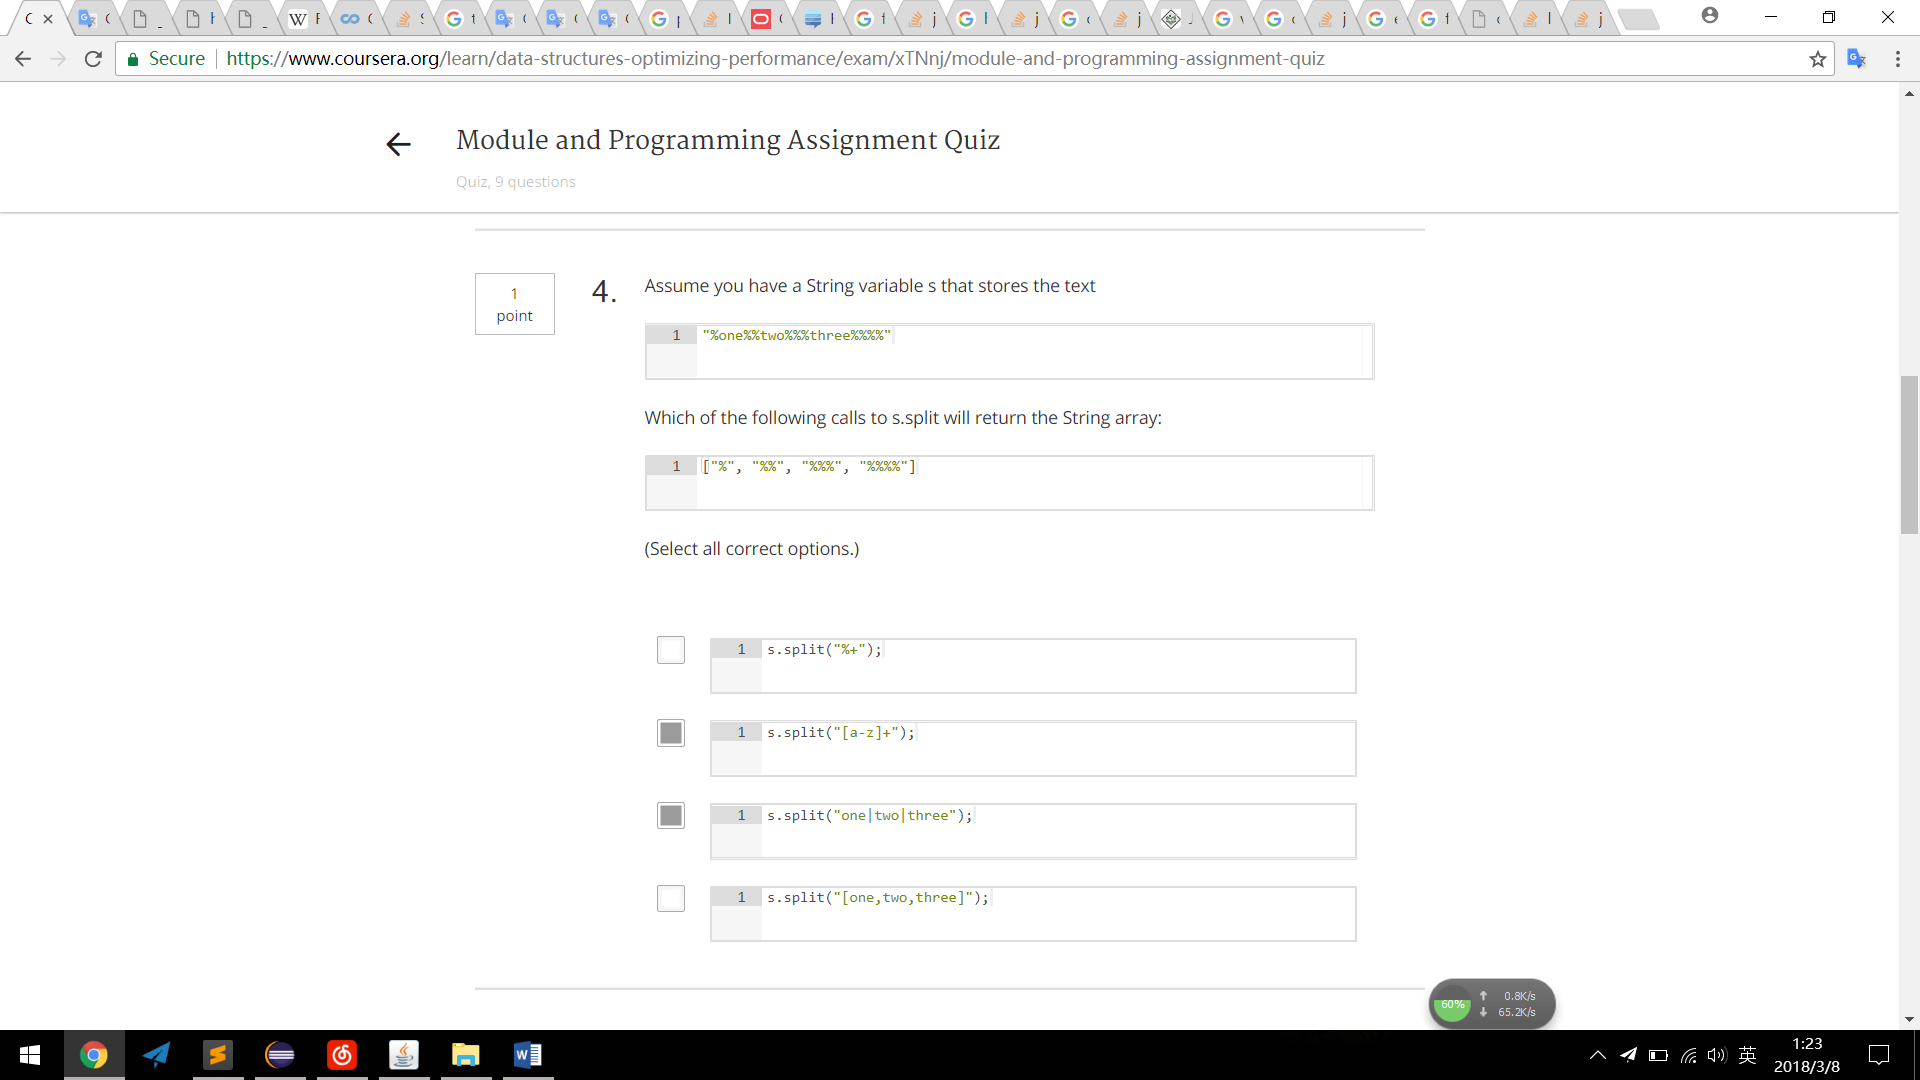 Secure
https://www.coursera.org/learn/data-structures-optimizing-performance/exam/xTNnj/module-and-programming-assignment-quiz
Module and Programming Assignment Quiz
Quiz, 9 questions
1
point
4.
Assume you have a String variable s that stores the text
1 "%one%%two%%%three%%%%"
Which of the following calls to s.split will return the String array:
1 ["%", "%%", "%%%", "%%%%"]
(Select all correct options.)
1 s.split("%+");
1 s.split("[a-z]+");
1 s.split("one|two|three");
1 s.split("[one,two,three]");
60%
0.8K/s
65.2K/s
英
1:23
2018/3/8